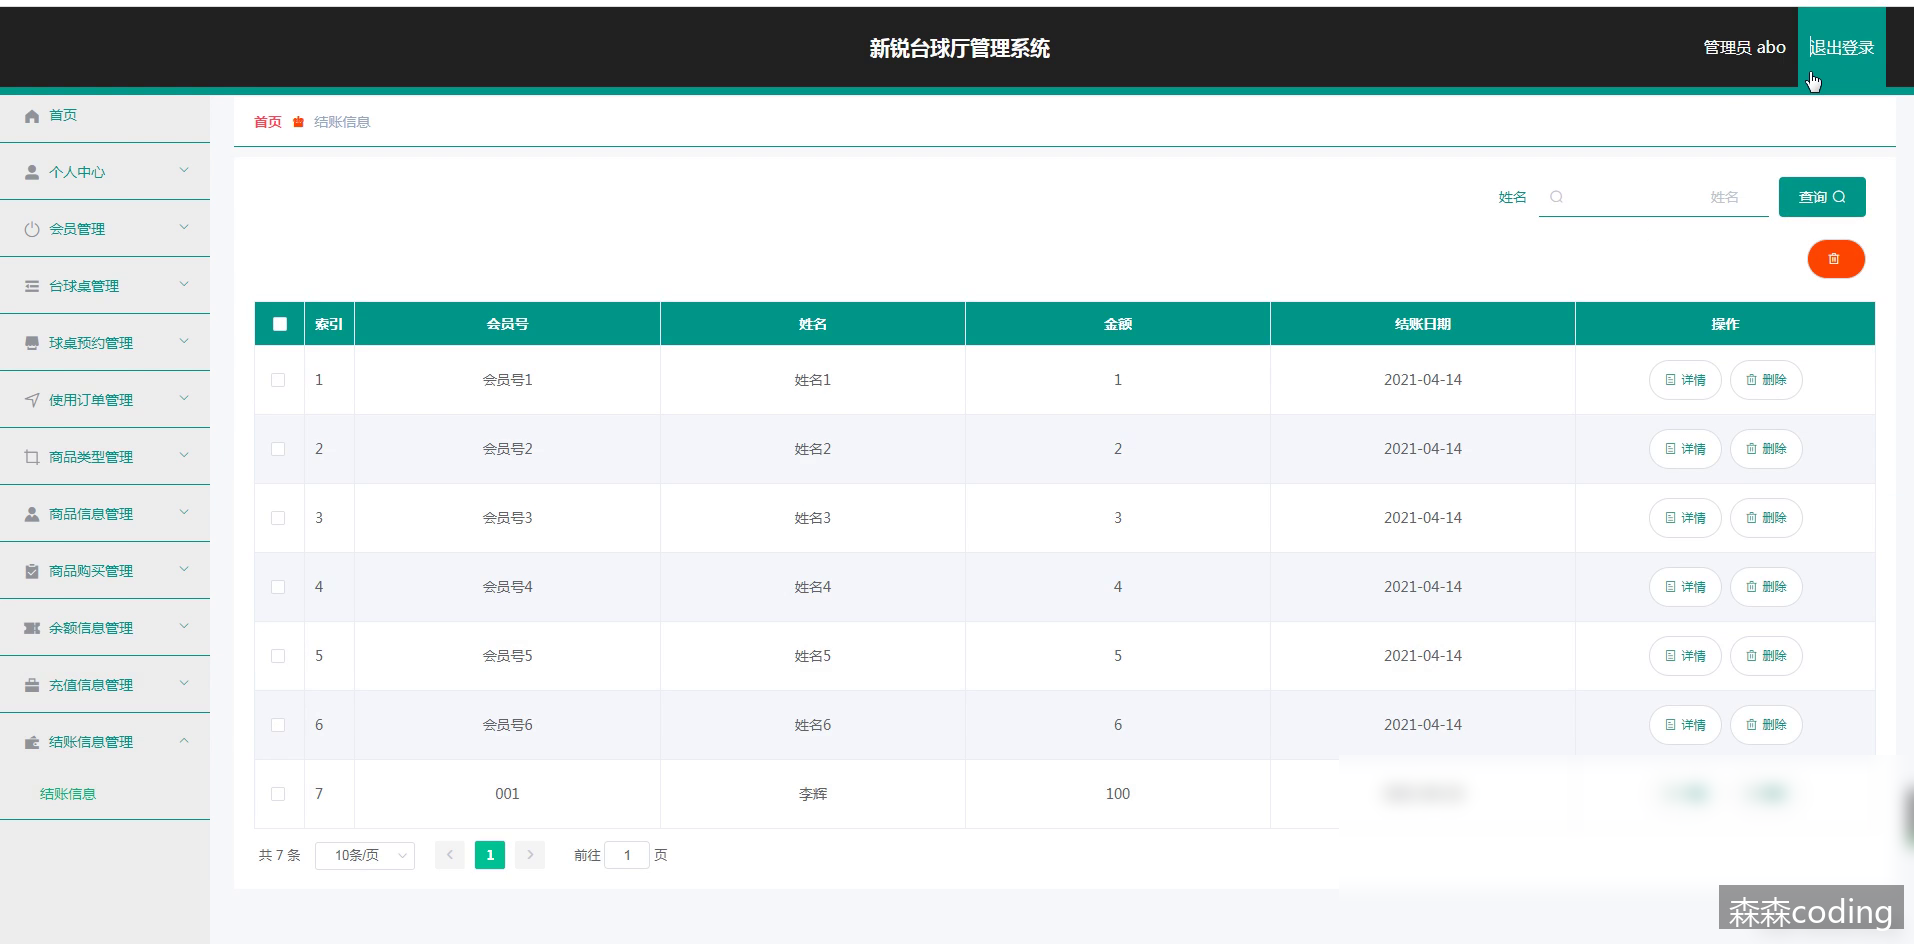 新锐台球厅管理系统
管理员 abo
退出登录
首页
个人中心
会员管理
台球桌管理
球桌预约管理
使用订单管理
商品类型管理
商品信息管理
商品购买管理
余额信息管理
充值信息管理
结账信息管理
结账信息
首页 结账信息
姓名 姓名 查询
索引 会员号 姓名 金额 结账日期 操作
1 会员号1 姓名1 1 2021-04-14 详情 删除
2 会员号2 姓名2 2 2021-04-14 详情 删除
3 会员号3 姓名3 3 2021-04-14 详情 删除
4 会员号4 姓名4 4 2021-04-14 详情 删除
5 会员号5 姓名5 5 2021-04-14 详情 删除
6 会员号6 姓名6 6 2021-04-14 详情 删除
7 001 李辉 100
共 7 条 10条/页 1 前往 1 页
森森coding